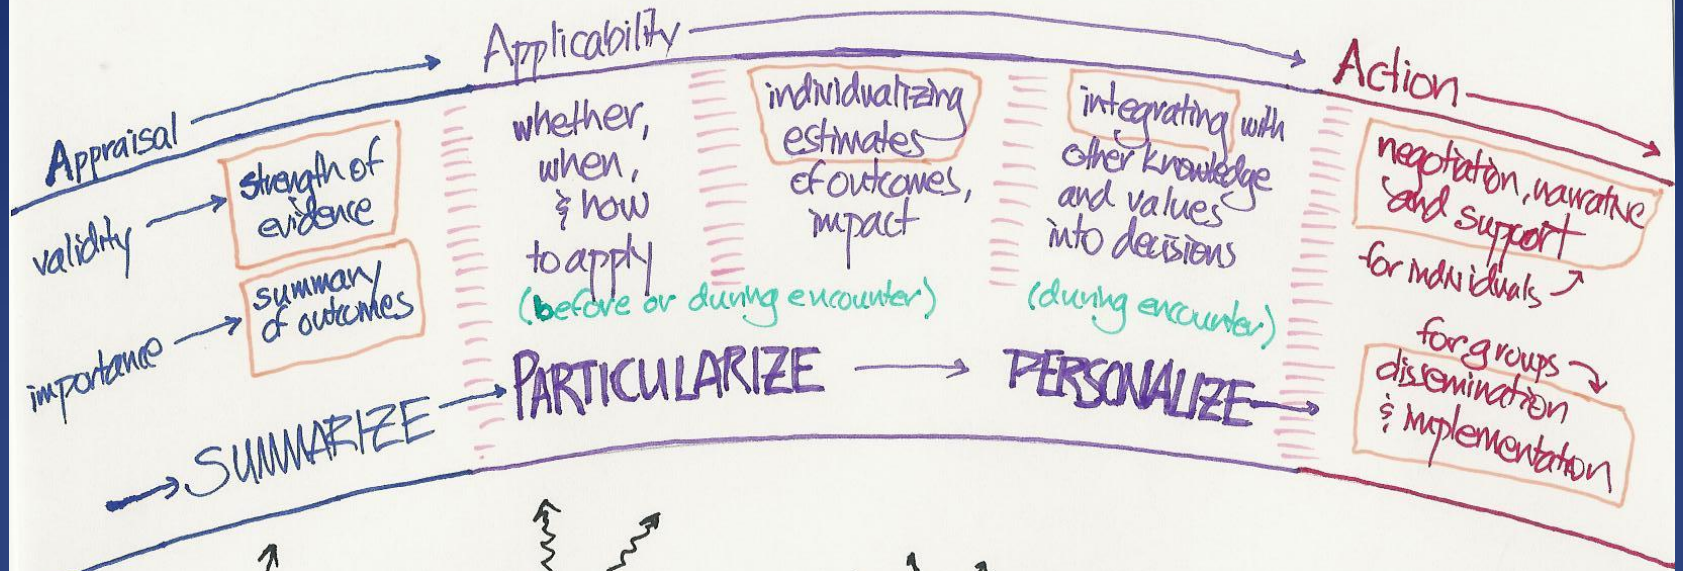 Appraisal
validity
strength of
evidence
importance
summary
of outcomes
SUMMARIZE
Applicability
whether,
when,
& how
to apply
individualizing
estimates
of outcomes,
impact
(before or during encounter)
PARTICULARIZE
integrating with
other knowledge
and values
into decisions
(during encounter)
PERSONALIZE
Action
negotiation, narrative
and support
for individuals
for groups
dissemination
& implementation